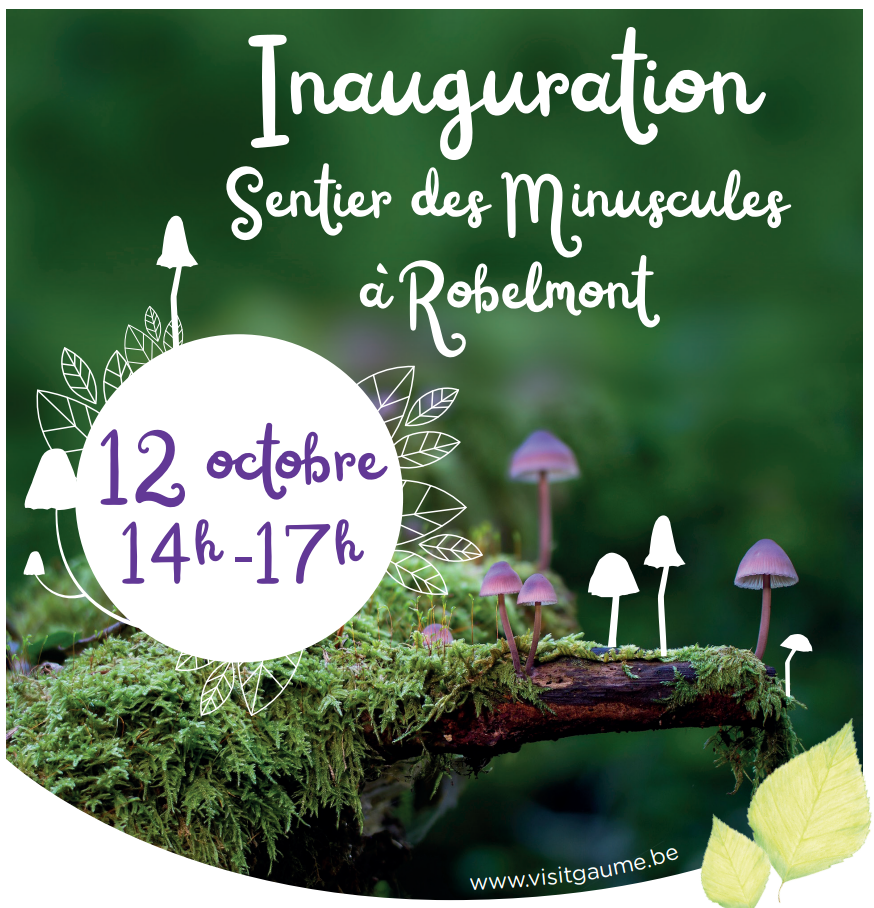 Inauguration
Sentier des Minuscules
à Robelmont
12 octobre
14h-17h
www.visitgaume.be